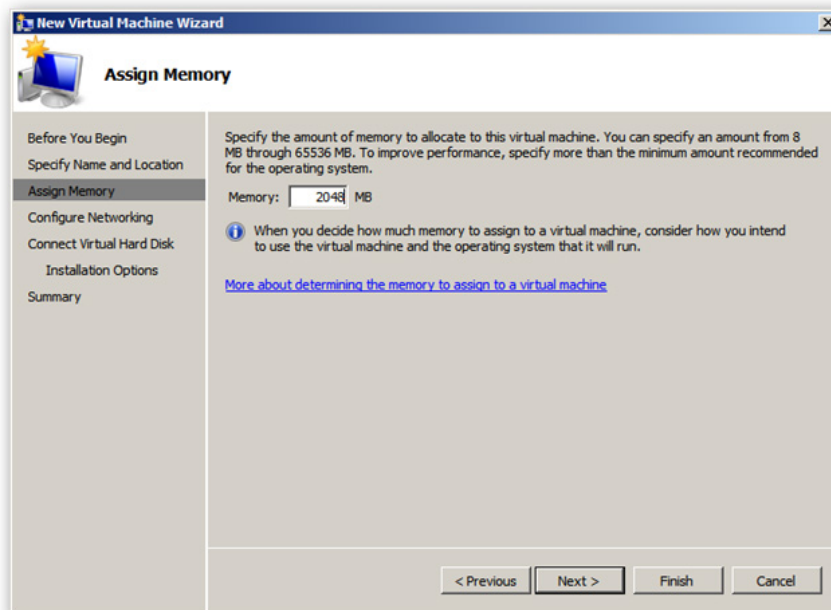 New Virtual Machine Wizard
Assign Memory
Before You Begin
Specify Name and Location
Assign Memory
Configure Networking
Connect Virtual Hard Disk
Installation Options
Summary
Specify the amount of memory to allocate to this virtual machine. You can specify an amount from 8
MB through 65536 MB. To improve performance, specify more than the minimum amount recommended
for the operating system.
Memory: 2048 MB
When you decide how much memory to assign to a virtual machine, consider how you intend
to use the virtual machine and the operating system that it will run.
More about determining the memory to assign to a virtual machine
< Previous Next > Finish Cancel